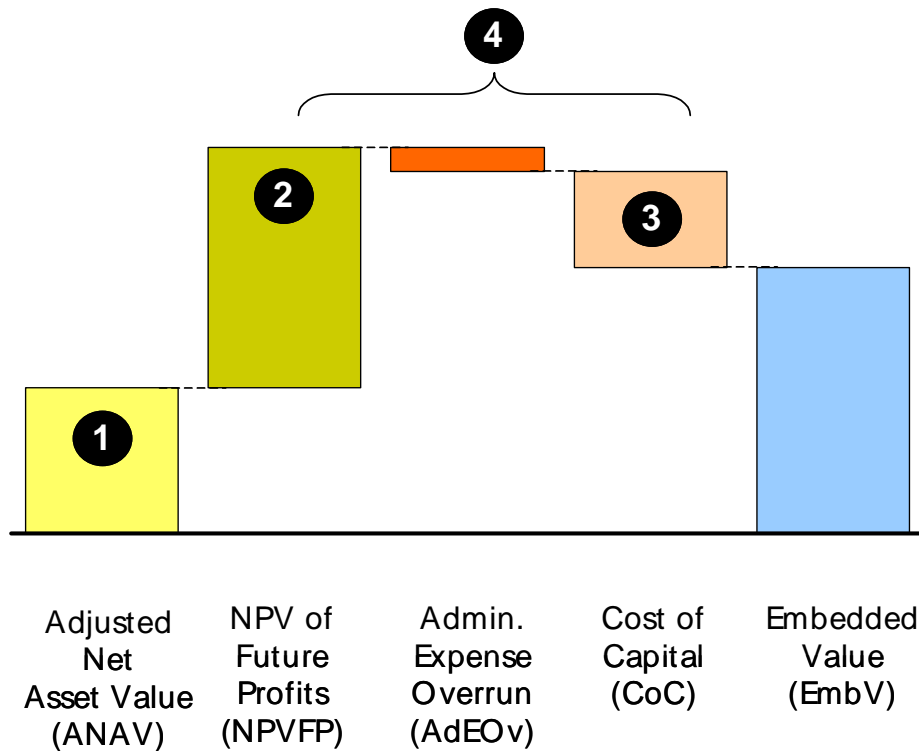 4
2
3
1
Adjusted
Net
Asset Value
(ANAV)
NPV of
Future
Profits
(NPVFP)
Admin.
Expense
Overrun
(AdEOv)
Cost of
Capital
(CoC)
Embedded
Value
(EmbV)